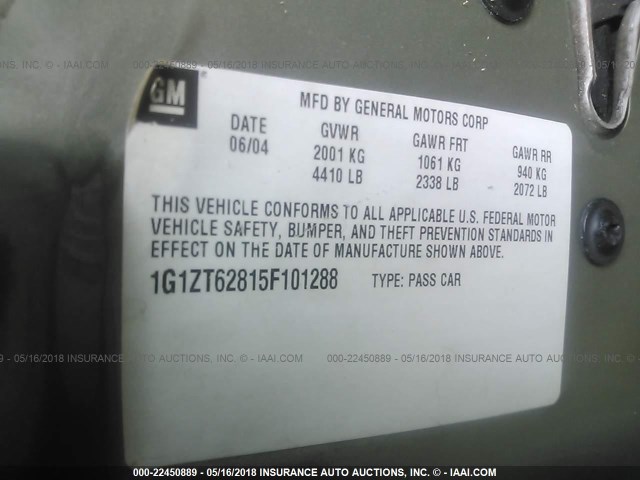 000-22450889 - 05/16/2018 INSURANCE AUTO AUCTIONS, INC. © - IAAI.COM
GM
MFD BY GENERAL MOTORS CORP
DATE GVWR GAWR FRT GAWR RR
06/04 2001 KG 1061 KG 940 KG
4410 LB 2338 LB 2072 LB
THIS VEHICLE CONFORMS TO ALL APPLICABLE U.S. FEDERAL MOTOR
VEHICLE SAFETY, BUMPER, AND THEFT PREVENTION STANDARDS IN
EFFECT ON THE DATE OF MANUFACTURE SHOWN ABOVE.
1G1ZT62815F101288 TYPE: PASS CAR
000-22450889 - 05/16/2018 INSURANCE AUTO AUCTIONS, INC. © - IAAI.COM